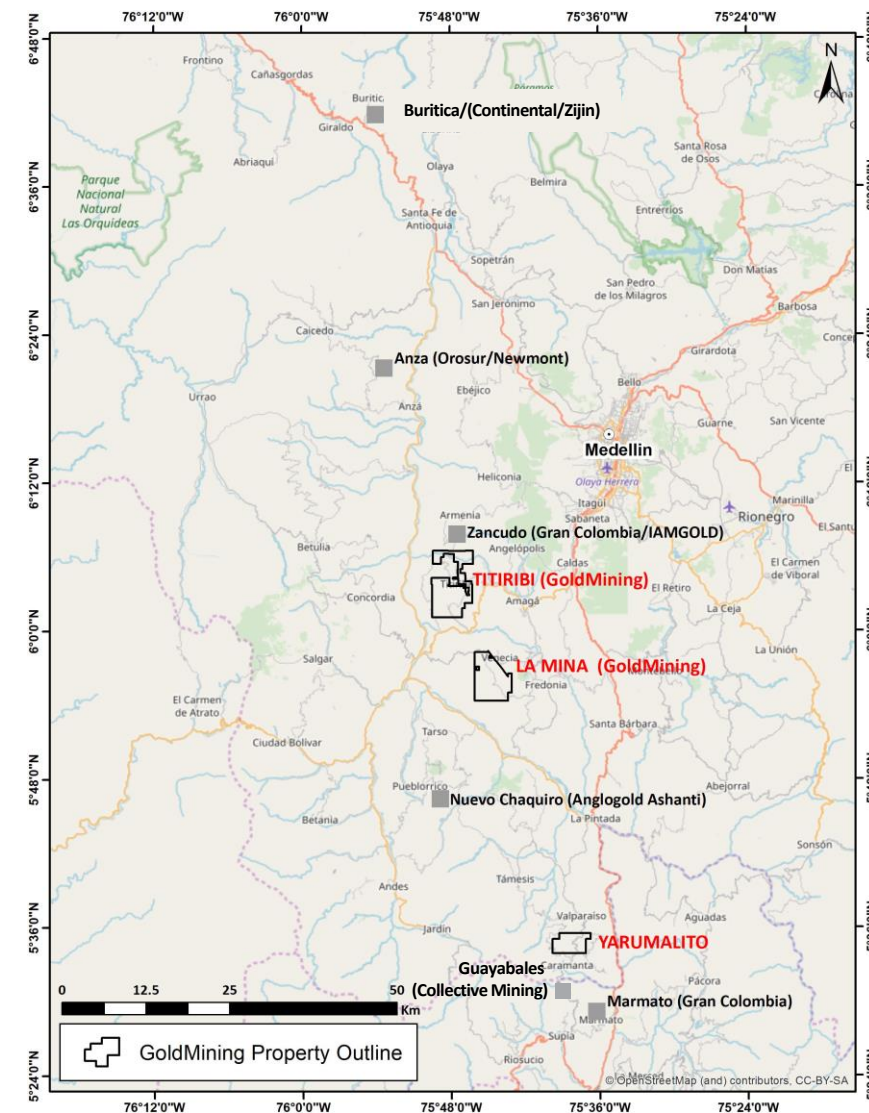 76°12'0"W
76°0'0"W
75°48'0"W
75°36'0"W
75°24'0"W
6°48'0"N
N
Frontino
Cañasgordas
Buritica/(Continental/Zijin)
Giraldo
Abriaquí
Olaya
Santa Rosa
de Osos
Parque
Nacional
Natural
Las Orquídeas
6°36'0"N
Belmira
Entrerrios
Santa Fe de
Antioquia
Sopetrán
Don Matias
San Pedro
de los Milagros
San Jerónimo
Barbosa
6°24'0"N
Caicedo
Anza (Orosur/Newmont)
Girardota
Bello
Ebéjico
Urrao
Anzá
Guarne
San Vicente
Medellin
Heliconia
Olaya Herrera
6°12'0"N
Itagüí
Marinilla
Armenia
Sabaneta
Rionegro
Zancudo (Gran Colombia/IAMGOLD)
Betulia
Angelópolis
Caldas
El Carmen
de Viboral
TITIRIBI (GoldMining)
El Retiro
Concordia
Amagá
La Ceja
6°0'0"N
La Unión
Salgar
Venecia
LA MINA (GoldMining)
Fredonia
El Carmen
de Atrato
Santa Bárbara
Tarso
Ciudad Bolívar
5°48'0"N
Pueblorrico
Abejorral
Nuevo Chaquiro (Anglogold Ashanti)
Betania
La Pintada
Sonsón
Andes
Támesis
5°36'0"N
Valparaiso
Aguadas
Jardín
YARUMALITO
Guayabales
(Collective Mining)
Caramanta
Pácora
0 12.5 25 50
Km
Marmato (Gran Colombia)
Marmato
Supia
GoldMining Property Outline
Riosucio
5°24'0"N
© OpenStreetMap (and) contributors, CC-BY-SA
76°12'0"W
76°0'0"W
75°48'0"W
75°36'0"W
75°24'0"W